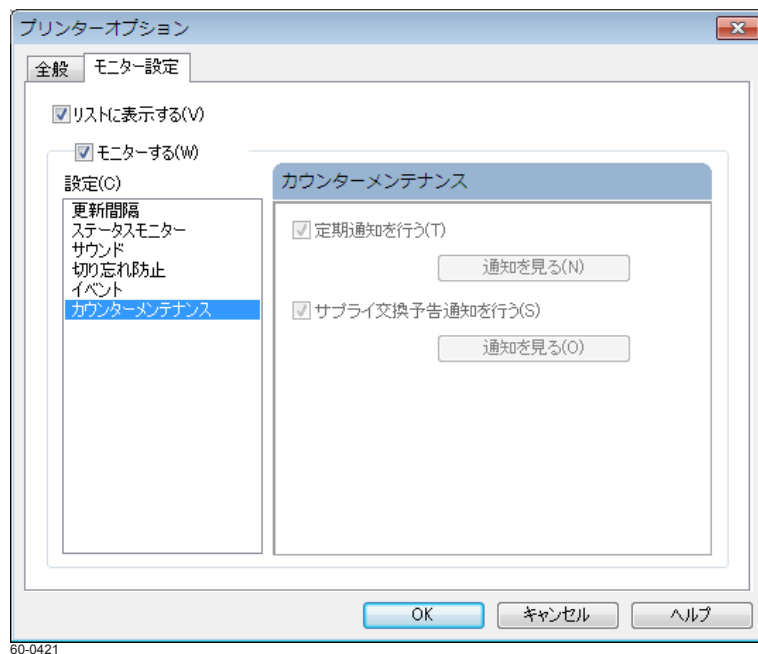 プリンターオプション
全般
モニター設定
リストに表示する(V)
モニターする(W)
設定(C)
更新間隔
ステータスモニター
サウンド
切り忘れ防止
イベント
カウンターメンテナンス
カウンターメンテナンス
定期通知を行う(T)
通知を見る(N)
サプライ交換予告通知を行う(S)
通知を見る(O)
OK
キャンセル
ヘルプ
60-0421